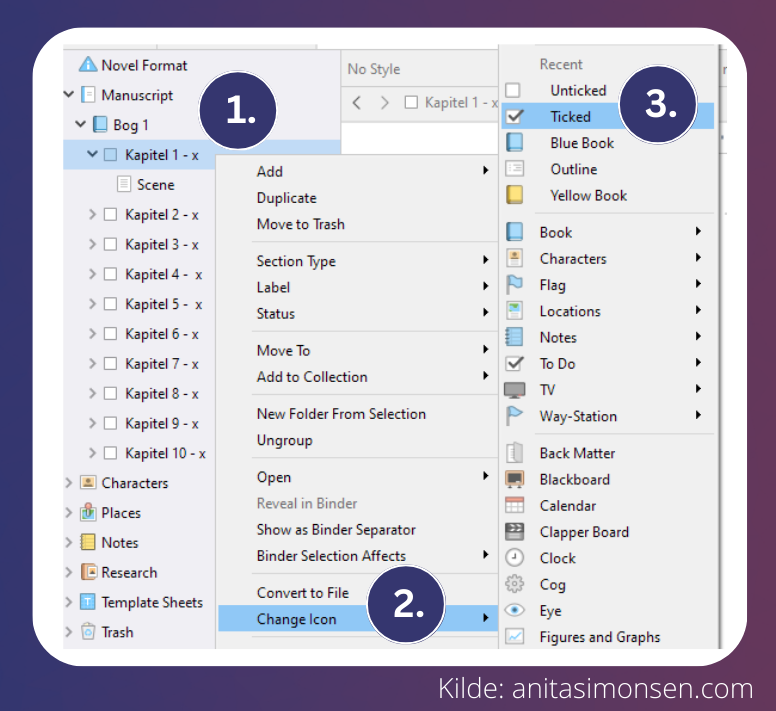 Novel Format
Manuscript
Bog 1
Kapitel 1 - x
Scene
Kapitel 2 - x
Kapitel 3 - x
Kapitel 4 -  x
Kapitel 5 -  x
Kapitel 6 - x
Kapitel 7 - x
Kapitel 8 - x
Kapitel 9 - x
Kapitel 10 - x
Characters
Places
Notes
Research
Template Sheets
Trash
1.
No Style
Kapitel 1 - x
Add
Duplicate
Move to Trash
Section Type
Label
Status
Move To
Add to Collection
New Folder From Selection
Ungroup
Open
Reveal in Binder
Show as Binder Separator
Binder Selection Affects
Convert to File
Change Icon
2.
Recent
Unticked
Ticked
Blue Book
Outline
Yellow Book
3.
Book
Characters
Flag
Locations
Notes
To Do
TV
Way-Station
Back Matter
Blackboard
Calendar
Clapper Board
Clock
Cog
Eye
Figures and Graphs
Kilde: anitasimonsen.com